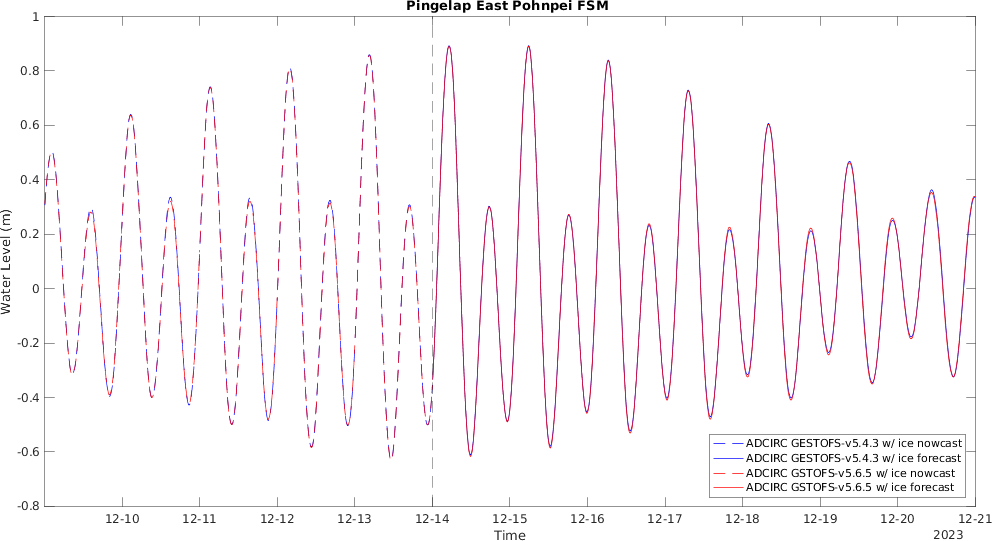 Pingelap East Pohnpei FSM
Water Level (m)
1
0.8
0.6
0.4
0.2
0
-0.2
-0.4
-0.6
-0.8
12-10 12-11 12-12 12-13 12-14 12-15 12-16 12-17 12-18 12-19 12-20 12-21
Time
2023
ADCIRC GESTOFS-v5.4.3 w/ ice nowcast
ADCIRC GESTOFS-v5.4.3 w/ ice forecast
ADCIRC GSTOFS-v5.6.5 w/ ice nowcast
ADCIRC GSTOFS-v5.6.5 w/ ice forecast